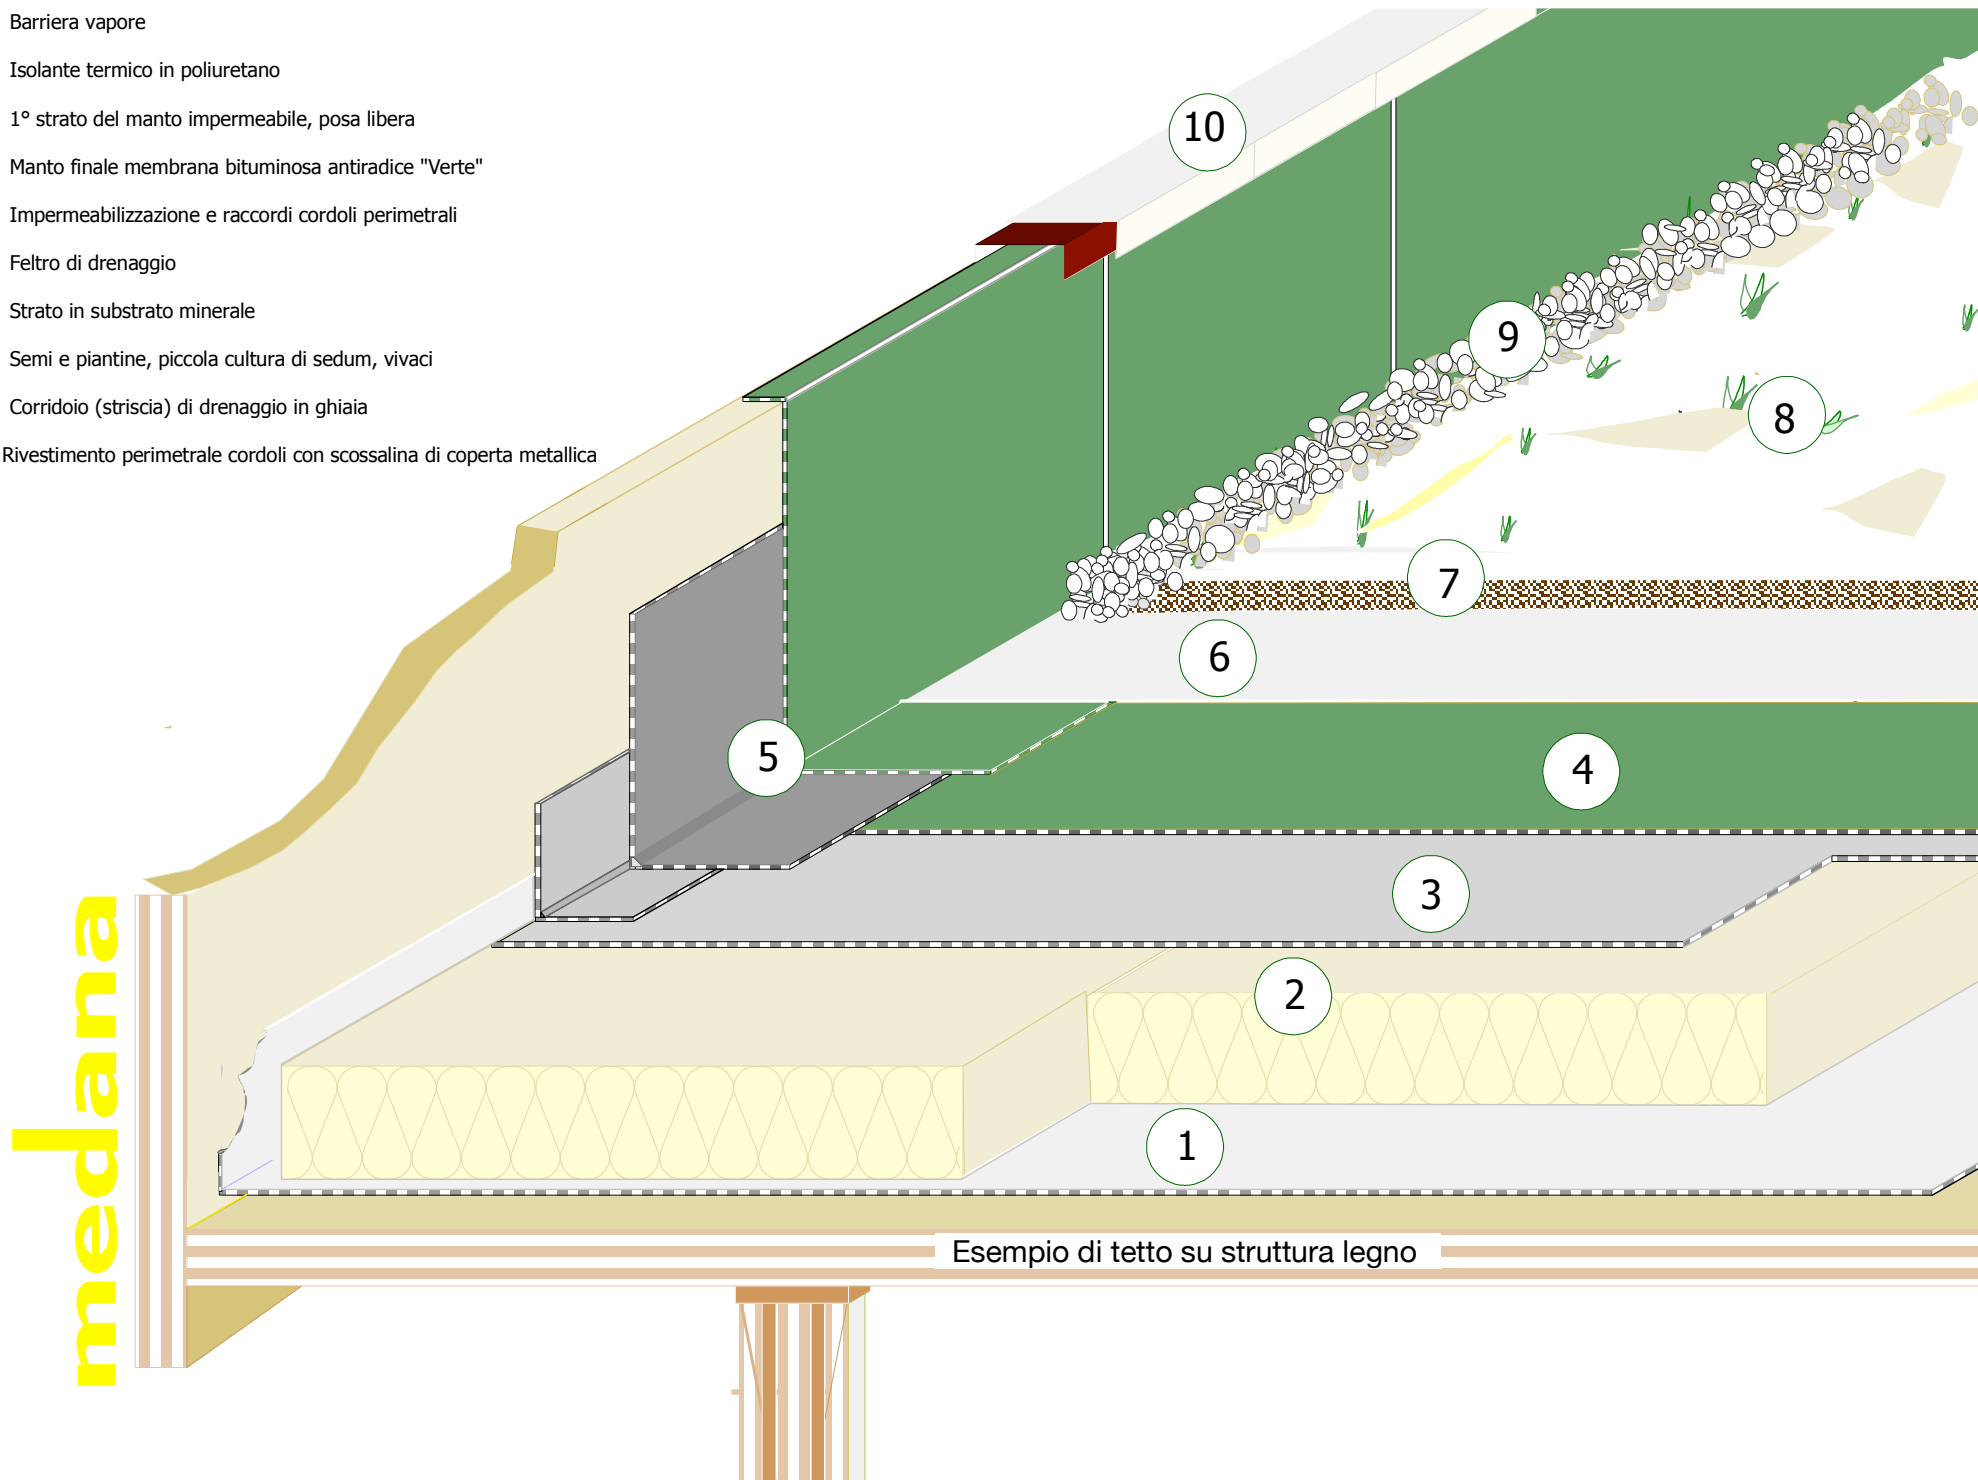 Barriera vapore
Isolante termico in poliuretano
1° strato del manto impermeabile, posa libera
Manto finale membrana bituminosa antiradice "Verte"
Impermeabilizzazione e raccordi cordoli perimetrali
Feltro di drenaggio
Strato in substrato minerale
Semi e piantine, piccola cultura di sedum, vivaci
Corridoio (striscia) di drenaggio in ghiaia
Rivestimento perimetrale cordoli con scossalina di coperta metallica
10
9
8
7
6
5
4
3
2
1
medana
Esempio di tetto su struttura legno